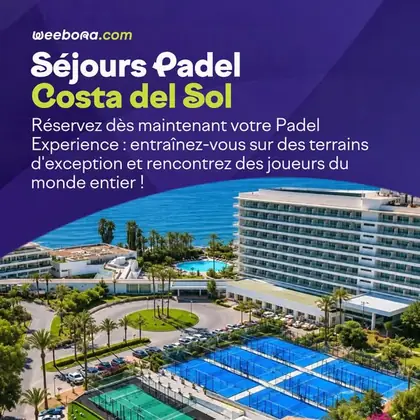 weebora.com
Séjours Padel
Costa del Sol
Réservez dès maintenant votre Padel
Experience : entraînez-vous sur des terrains
d'exception et rencontrez des joueurs du
monde entier !